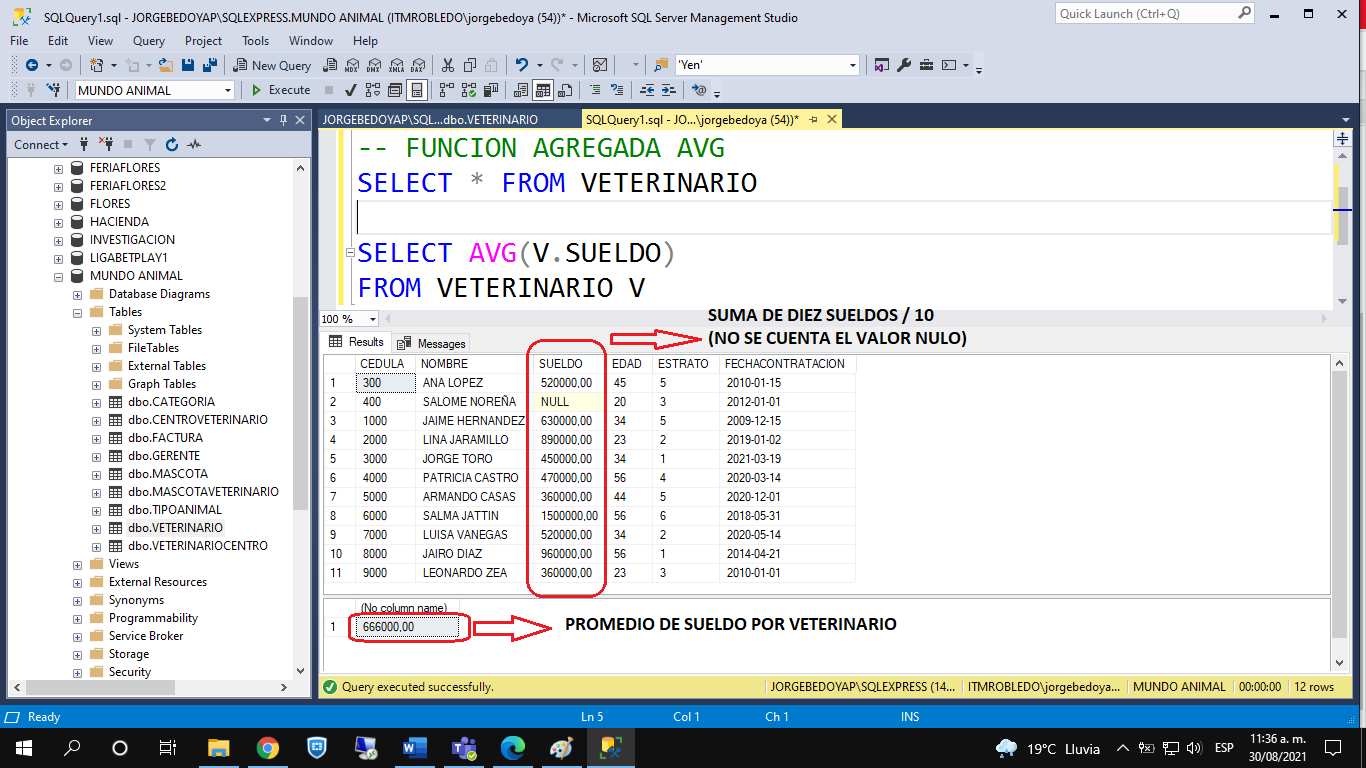 SQLQuery1.sql - JORGEBEDOYAP\SQLEXPRESS.MUNDO ANIMAL (ITMROBLEDO\jorgebedoya (54))* - Microsoft SQL Server Management Studio
Quick Launch (Ctrl+Q)
File Edit View Query Project Tools Window Help
New Query MDX DMX XMLA DAX 'Yen'
MUNDO ANIMAL Execute
Object Explorer
JORGEBEDOYAP\SQL...dbo.VETERINARIO SQLQuery1.sql - JO...\jorgebedoya (54))*
Connect
FERIAFLORES
FERIAFLORES2
FLORES
HACIENDA
INVESTIGACION
LIGABETPLAY1
MUNDO ANIMAL
Database Diagrams
Tables
System Tables
FileTables
External Tables
Graph Tables
dbo.CATEGORIA
dbo.CENTROVETERINARIO
dbo.FACTURA
dbo.GERENTE
dbo.MASCOTA
dbo.MASCOTAVETERINARIO
dbo.TIPOANIMAL
dbo.VETERINARIO
dbo.VETERINARIOCENTRO
Views
External Resources
Synonyms
Programmability
Service Broker
Storage
Security
-- FUNCION AGREGADA AVG
SELECT * FROM VETERINARIO
SELECT AVG(V.SUELDO)
FROM VETERINARIO V
100 %
SUMA DE DIEZ SUELDOS / 10
(NO SE CUENTA EL VALOR NULO)
Results Messages
CEDULA NOMBRE SUELDO EDAD ESTRATO FECHACONTRATACION
1 300 ANA LOPEZ 520000,00 45 5 2010-01-15
2 400 SALOME NOREÑA NULL 20 3 2012-01-01
3 1000 JAIME HERNANDEZ 630000,00 34 5 2009-12-15
4 2000 LINA JARAMILLO 890000,00 23 2 2019-01-02
5 3000 JORGE TORO 450000,00 34 1 2021-03-19
6 4000 PATRICIA CASTRO 470000,00 56 4 2020-03-14
7 5000 ARMANDO CASAS 360000,00 44 5 2020-12-01
8 6000 SALMA JATTIN 1500000,00 56 6 2018-05-31
9 7000 LUISA VANEGAS 520000,00 34 2 2020-05-14
10 8000 JAIRO DIAZ 960000,00 56 1 2014-04-21
11 9000 LEONARDO ZEA 360000,00 23 3 2010-01-01
(No column name)
1 666000,00
PROMEDIO DE SUELDO POR VETERINARIO
Query executed successfully. JORGEBEDOYAP\SQLEXPRESS (14... ITMROBLEDO\jorgebedoya... MUNDO ANIMAL 00:00:00 12 rows
Ready Ln 5 Col 1 Ch 1 INS
19°C Lluvia ESP 11:36 a. m.
30/08/2021